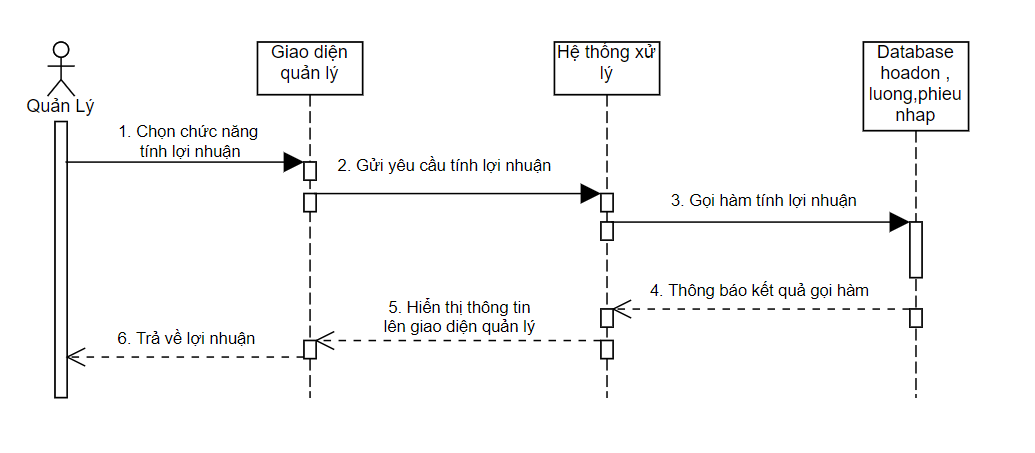 Quản Lý
Giao diện
quản lý
Hệ thông xử
lý
Database
hoadon ,
luong,phieu
nhap
1. Chọn chức năng
tính lợi nhuận
2. Gửi yêu cầu tính lợi nhuận
3. Gọi hàm tính lợi nhuận
4. Thông báo kết quả gọi hàm
5. Hiển thị thông tin
lên giao diện quản lý
6. Trả về lợi nhuận